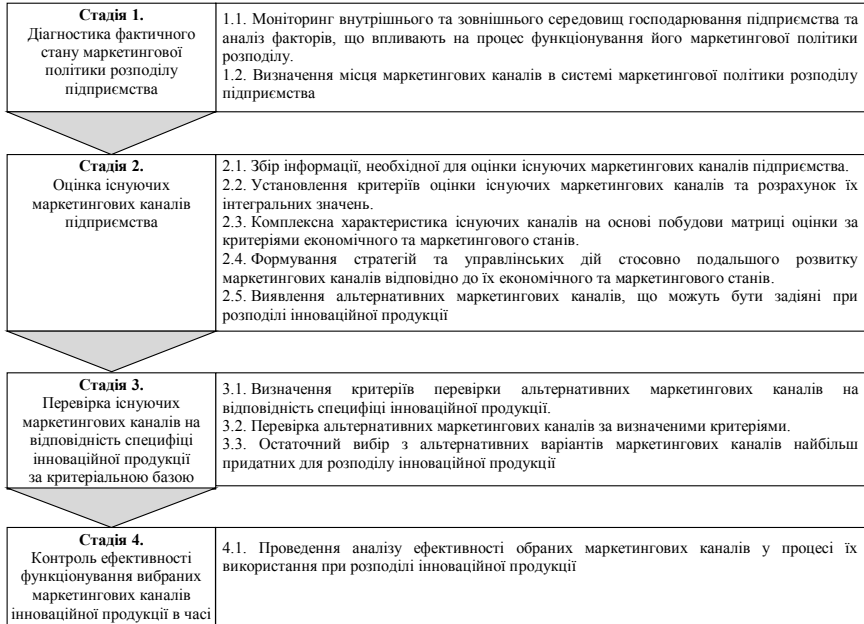 Стадія 1.
Діагностика фактичного
стану маркетингової
політики розподілу
підприємства
1.1. Моніторинг внутрішнього та зовнішнього середовищ господарювання підприємства та
аналіз факторів, що впливають на процес функціонування його маркетингової політики
розподілу.
1.2. Визначення місця маркетингових каналів в системі маркетингової політики розподілу
підприємства
Стадія 2.
Оцінка існуючих
маркетингових каналів
підприємства
2.1. Збір інформації, необхідної для оцінки існуючих маркетингових каналів підприємства.
2.2. Установлення критеріїв оцінки існуючих маркетингових каналів та розрахунок їх
інтегральних значень.
2.3. Комплексна характеристика існуючих каналів на основі побудови матриці оцінки за
критеріями економічного та маркетингового станів.
2.4. Формування стратегій та управлінських дій стосовно подальшого розвитку
маркетингових каналів відповідно до їх економічного та маркетингового станів.
2.5. Виявлення альтернативних маркетингових каналів, що можуть бути задіяні при
розподілі інноваційної продукції
Стадія 3.
Перевірка існуючих
маркетингових каналів на
відповідність специфіці
інноваційної продукції
за критеріальною базою
3.1. Визначення критеріїв перевірки альтернативних маркетингових каналів на
відповідність специфіці інноваційної продукції.
3.2. Перевірка альтернативних маркетингових каналів за визначеними критеріями.
3.3. Остаточний вибір з альтернативних варіантів маркетингових каналів найбільш
придатних для розподілу інноваційної продукції
Стадія 4.
Контроль ефективності
функціонування вибраних
маркетингових каналів
інноваційної продукції в часі
4.1. Проведення аналізу ефективності обраних маркетингових каналів у процесі їх
використання при розподілі інноваційної продукції